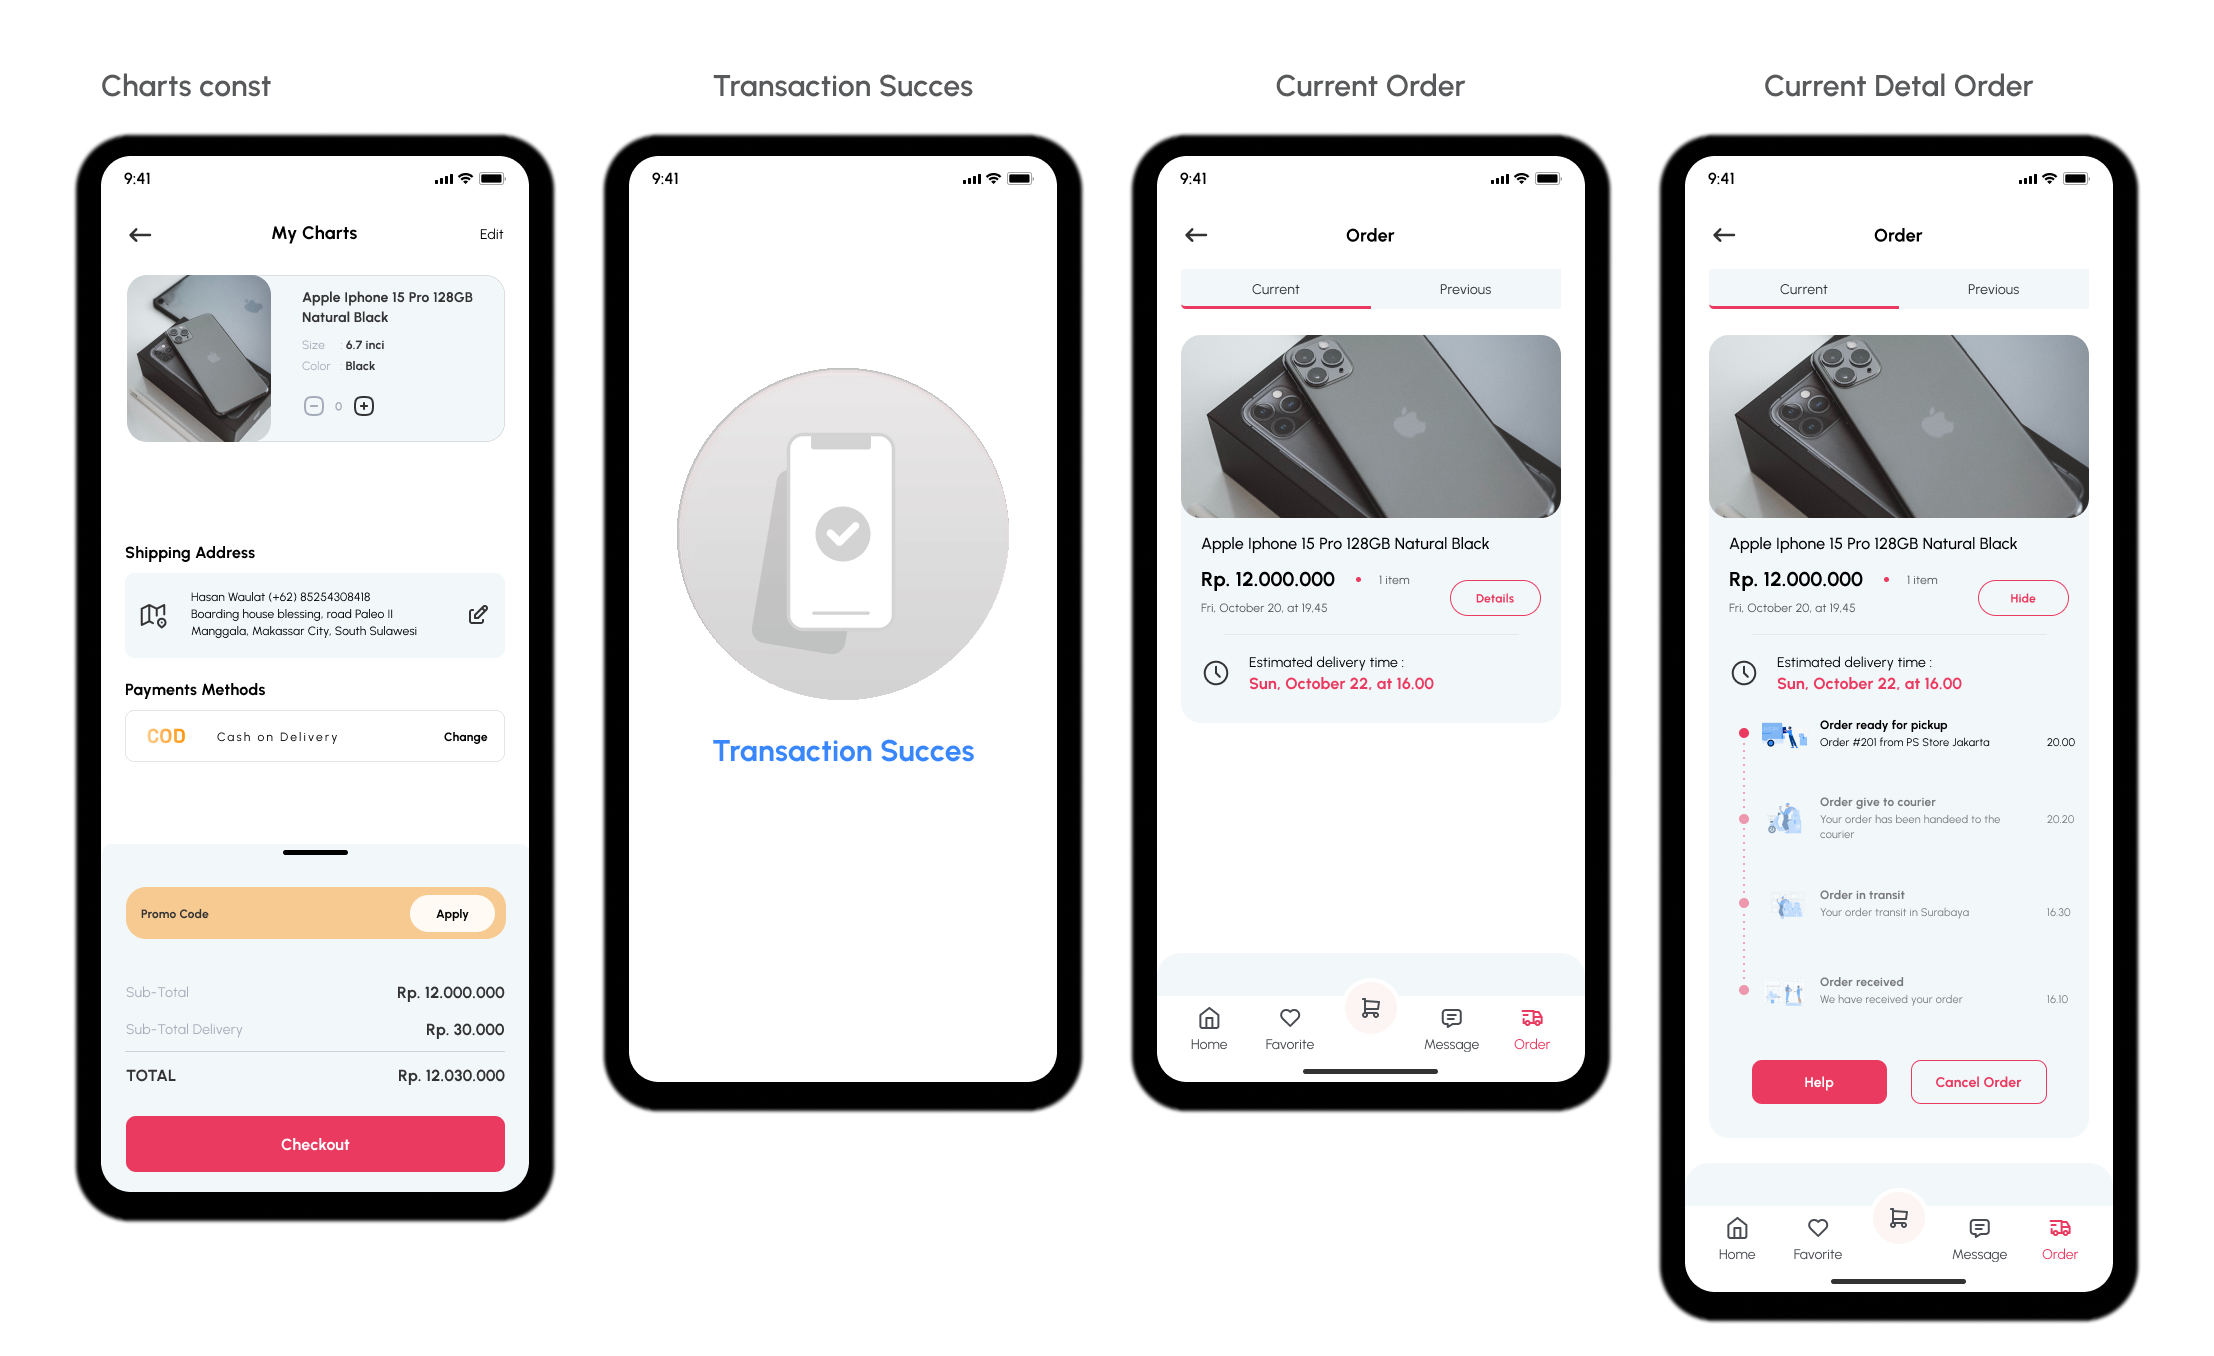 Charts const
9:41
My Charts
Edit
Apple Iphone 15 Pro 128GB
Natural Black
Size : 6.7 inci
Color : Black
0
Shipping Address
Hasan Waulat (+62) 85254308418
Boarding house blessing, road Paleo II
Manggala, Makassar City, South Sulawesi
Payments Methods
COD Cash on Delivery Change
Promo Code Apply
Sub-Total Rp. 12.000.000
Sub-Total Delivery Rp. 30.000
TOTAL Rp. 12.030.000
Checkout
Transaction Succes
9:41
Transaction Succes
Current Order
9:41
Order
Current Previous
Apple Iphone 15 Pro 128GB Natural Black
Rp. 12.000.000 • 1 item
Details
Fri, October 20, at 19.45
Estimated delivery time :
Sun, October 22, at 16.00
Home Favorite Message Order
Current Detal Order
9:41
Order
Current Previous
Apple Iphone 15 Pro 128GB Natural Black
Rp. 12.000.000 • 1 item
Hide
Fri, October 20, at 19.45
Estimated delivery time :
Sun, October 22, at 16.00
Order ready for pickup
Order #201 from PS Store Jakarta 20.00
Order give to courier
Your order has been handeed to the 20.20
courier
Order in transit
Your order transit in Surabaya 16.30
Order received
We have received your order 16.10
Help Cancel Order
Home Favorite Message Order